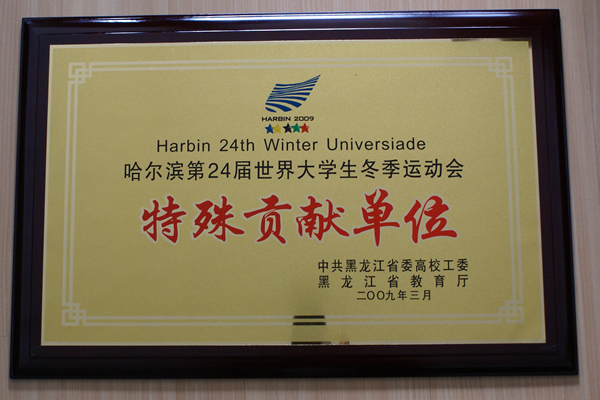 HARBIN 2009
Harbin 24th Winter Universiade
哈尔滨第24届世界大学生冬季运动会
特殊贡献单位
中共黑龙江省委高校工委
黑龙江省教育厅
二〇〇九年三月